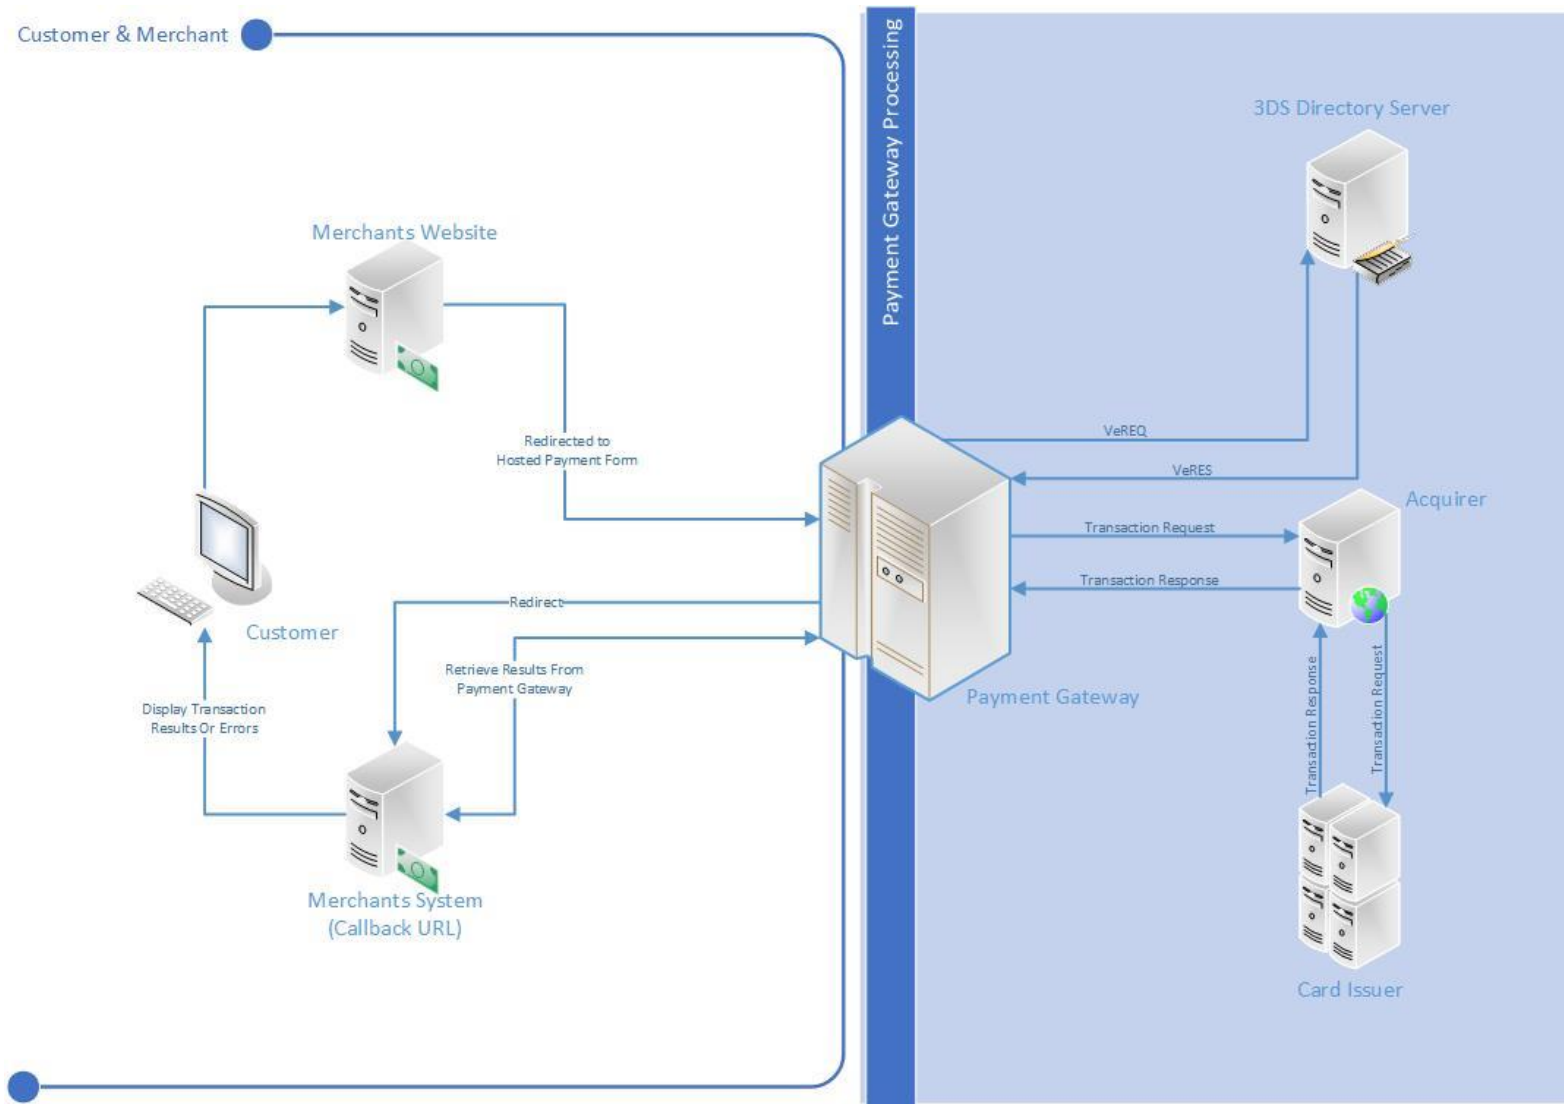 Customer & Merchant
Payment Gateway Processing
3DS Directory Server
Merchants Website
Redirected to
Hosted Payment Form
VeREQ
VeRES
Acquirer
Transaction Request
Transaction Response
Customer
Redirect
Retrieve Results From
Payment Gateway
Payment Gateway
Display Transaction
Results Or Errors
Transaction Response
Transaction Request
Merchants System
(Callback URL)
Card Issuer